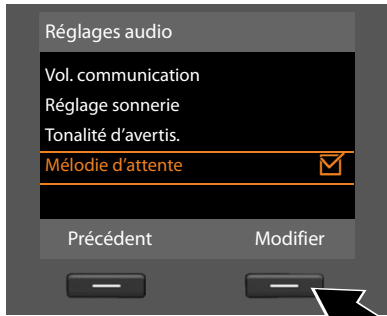 Réglages audio
Vol. communication
Réglage sonnerie
Tonalité d'avertis.
Mélodie d'attente
Précédent Modifier